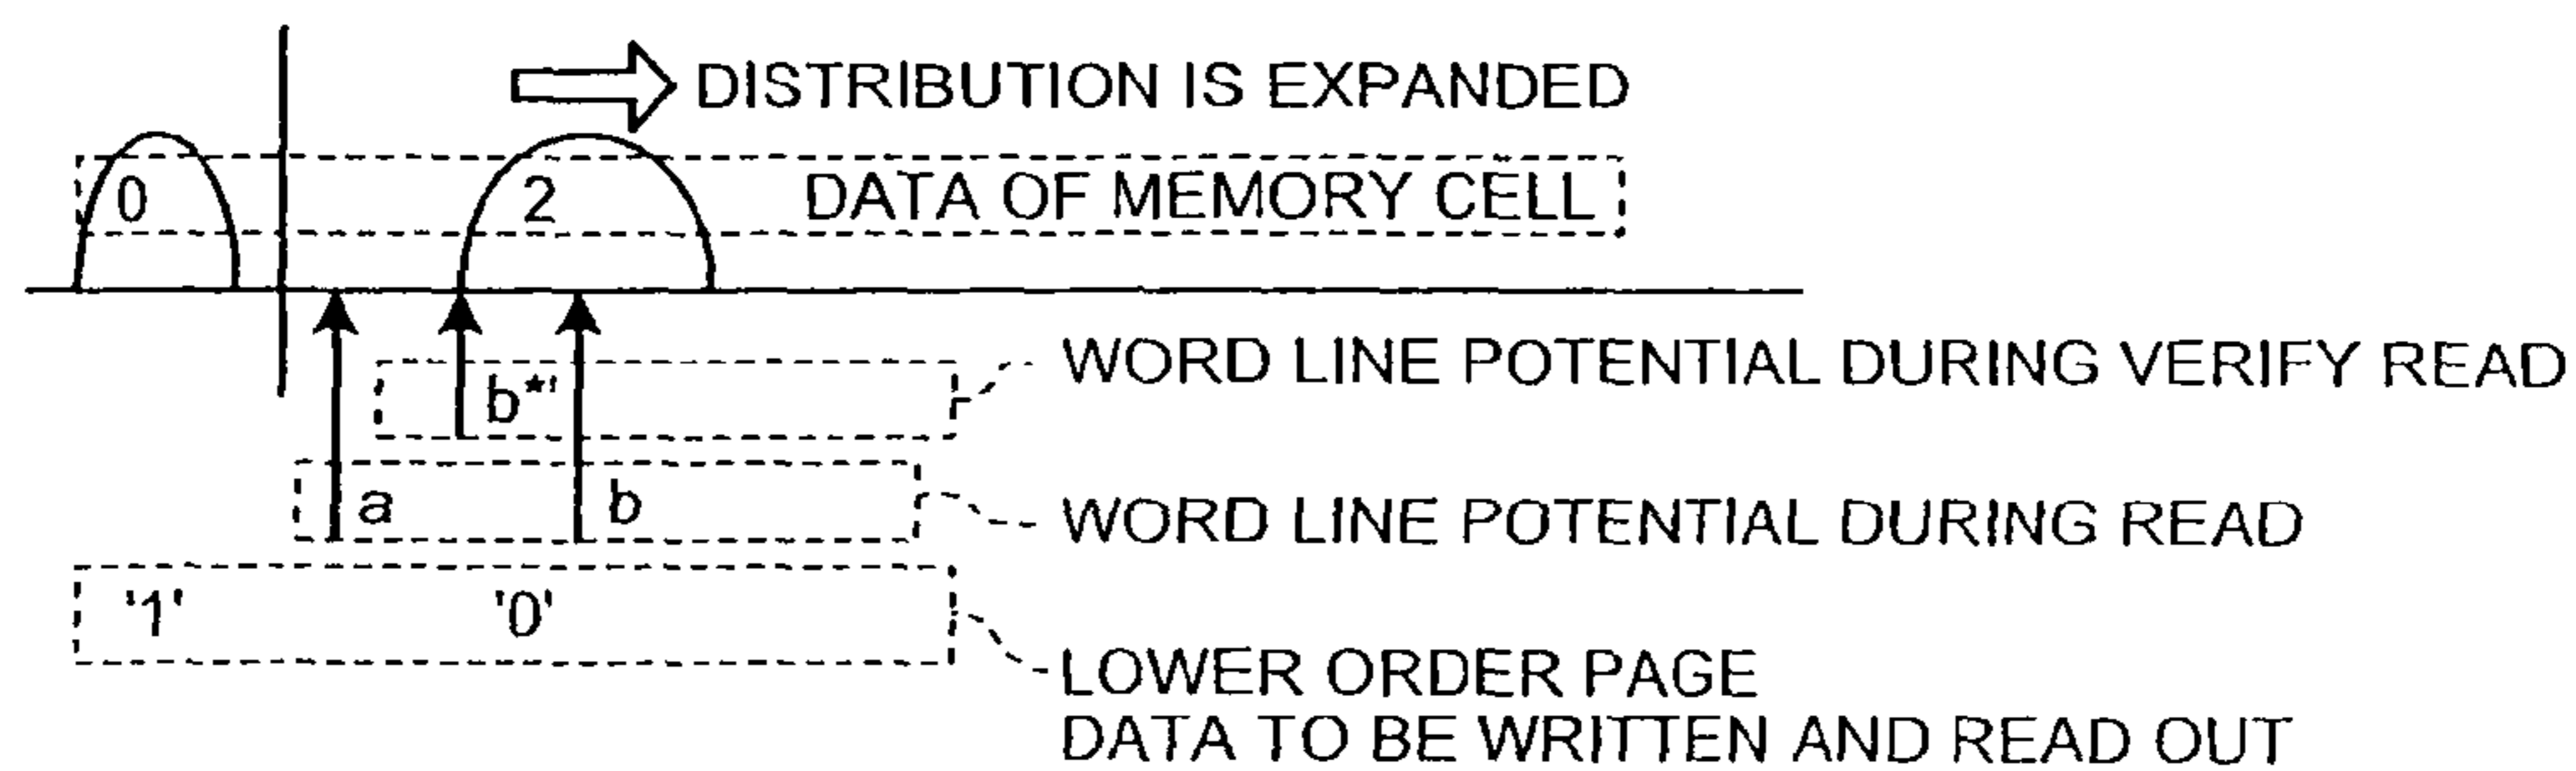 DISTRIBUTION IS EXPANDED
0 2 DATA OF MEMORY CELL
b*' WORD LINE POTENTIAL DURING VERIFY READ
a b WORD LINE POTENTIAL DURING READ
'1' '0'
LOWER ORDER PAGE
DATA TO BE WRITTEN AND READ OUT